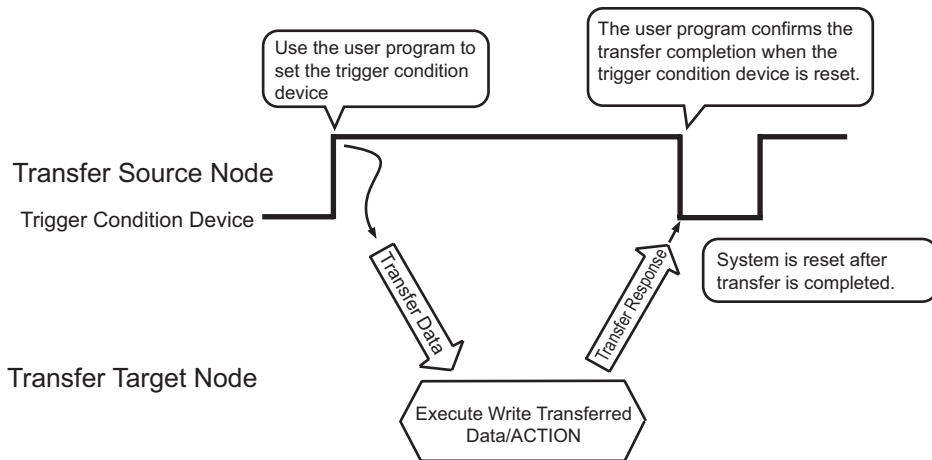 Use the user program to
set the trigger condition
device
The user program confirms the
transfer completion when the
trigger condition device is reset.
Transfer Source Node
Trigger Condition Device
System is reset after
transfer is completed.
Transfer Data
Transfer Response
Transfer Target Node
Execute Write Transferred
Data/ACTION